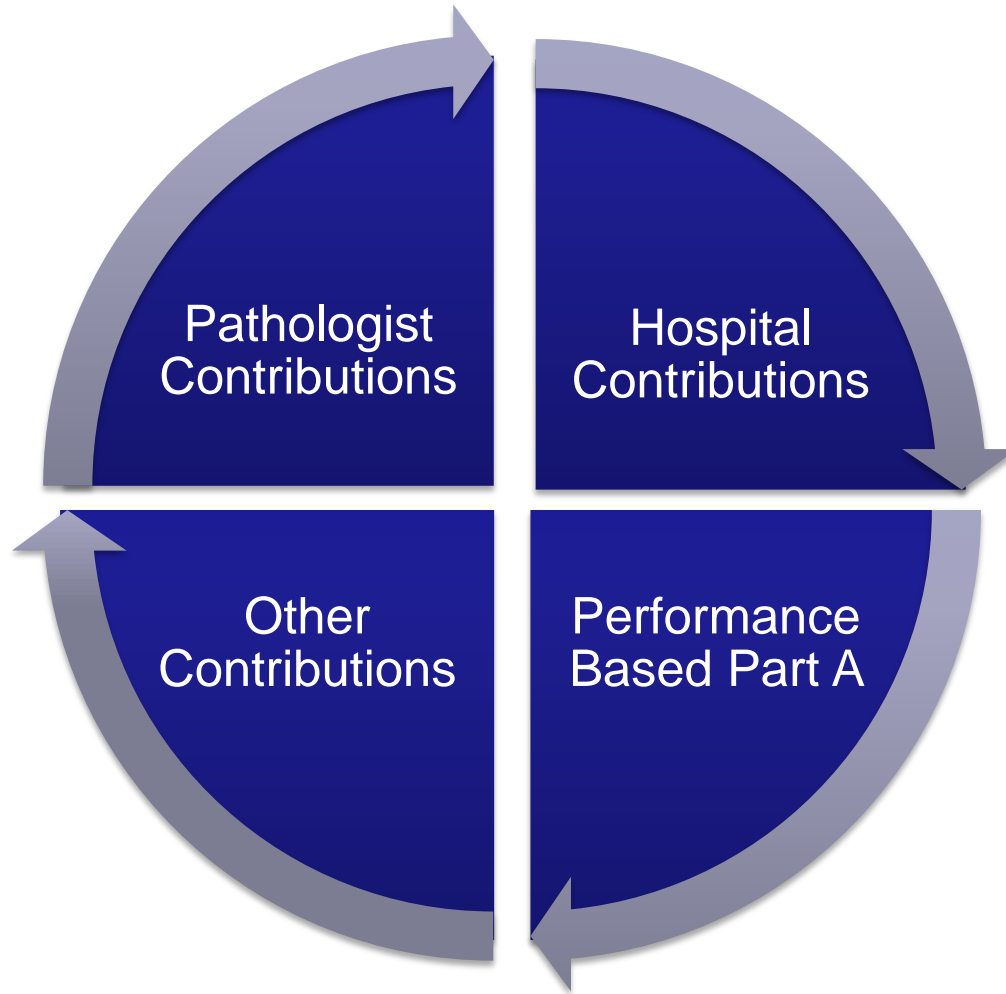 Pathologist
Contributions
Hospital
Contributions
Other
Contributions
Performance
Based Part A